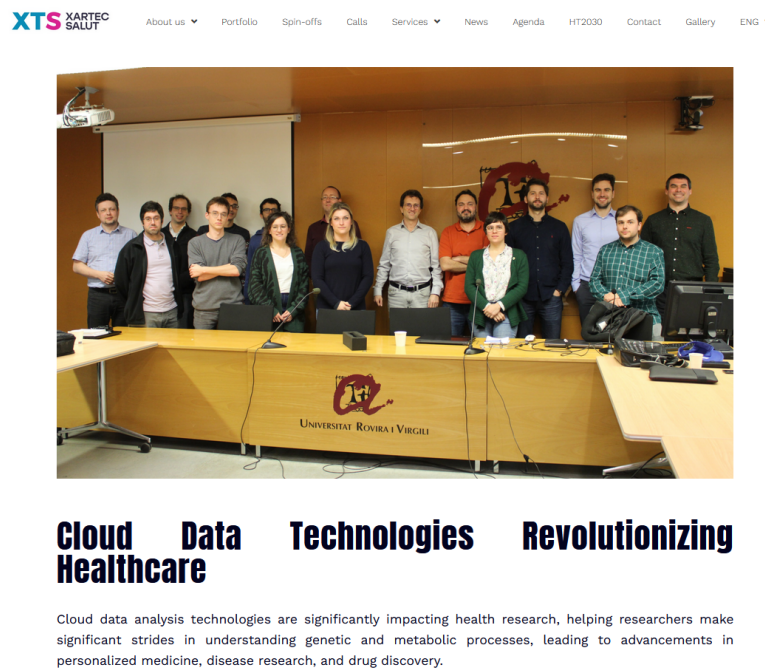 XTS XARTEC
SALUT
About us Portfolio Spin-offs Calls Services News Agenda HT2030 Contact Gallery ENG
UNIVERSITAT ROVIRA I VIRGILI
Cloud Data Technologies Revolutionizing
Healthcare
Cloud data analysis technologies are significantly impacting health research, helping researchers make
significant strides in understanding genetic and metabolic processes, leading to advancements in
personalized medicine, disease research, and drug discovery.